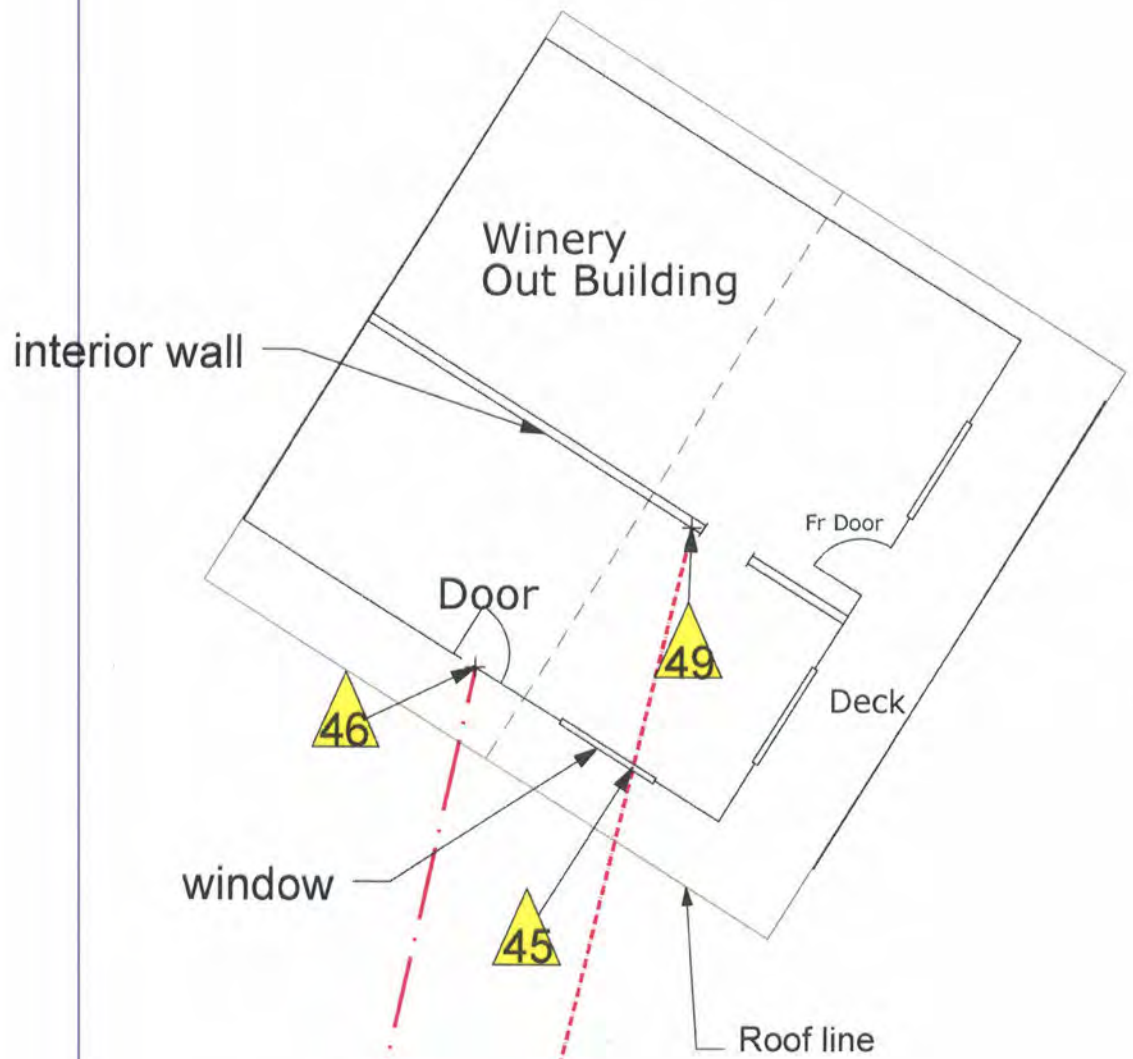 Winery
Out Building
interior wall
Fr Door
Door
49
46
Deck
window
45
Roof line